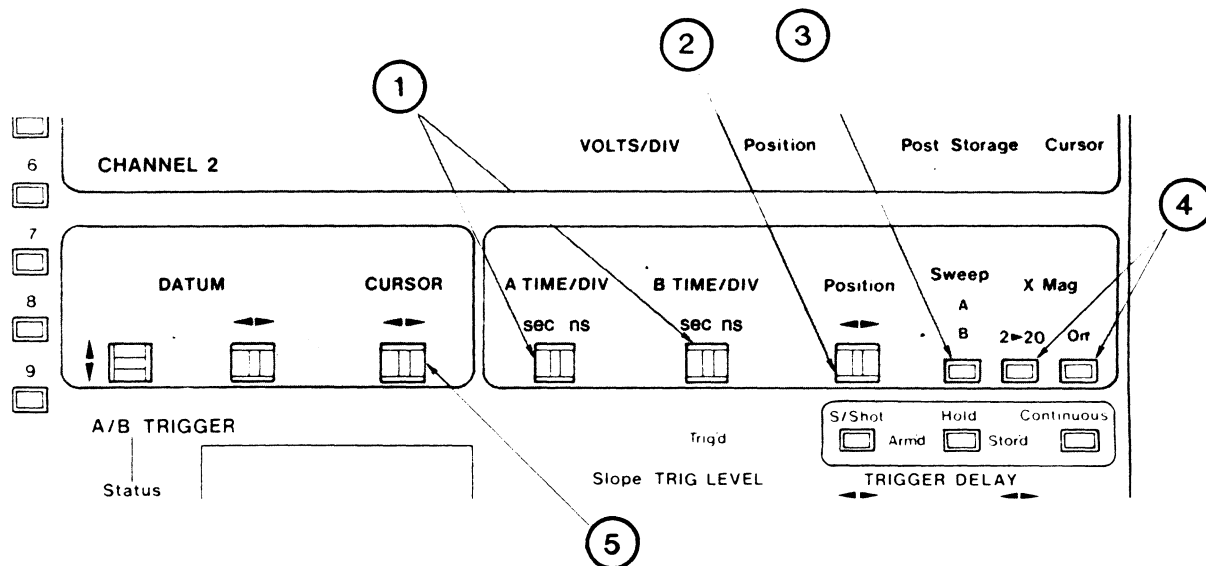 1
2
3
4
5
6
7
8
9
CHANNEL 2
VOLTS/DIV Position Post Storage Cursor
DATUM
CURSOR
A TIME/DIV
sec ns
B TIME/DIV
sec ns
Position
Sweep
A
B
X Mag
2►20
Off
S/Shot
Arm'd
Hold
Stor'd
Continuous
A/B TRIGGER
Status
Trig'd
Slope TRIG LEVEL
TRIGGER DELAY